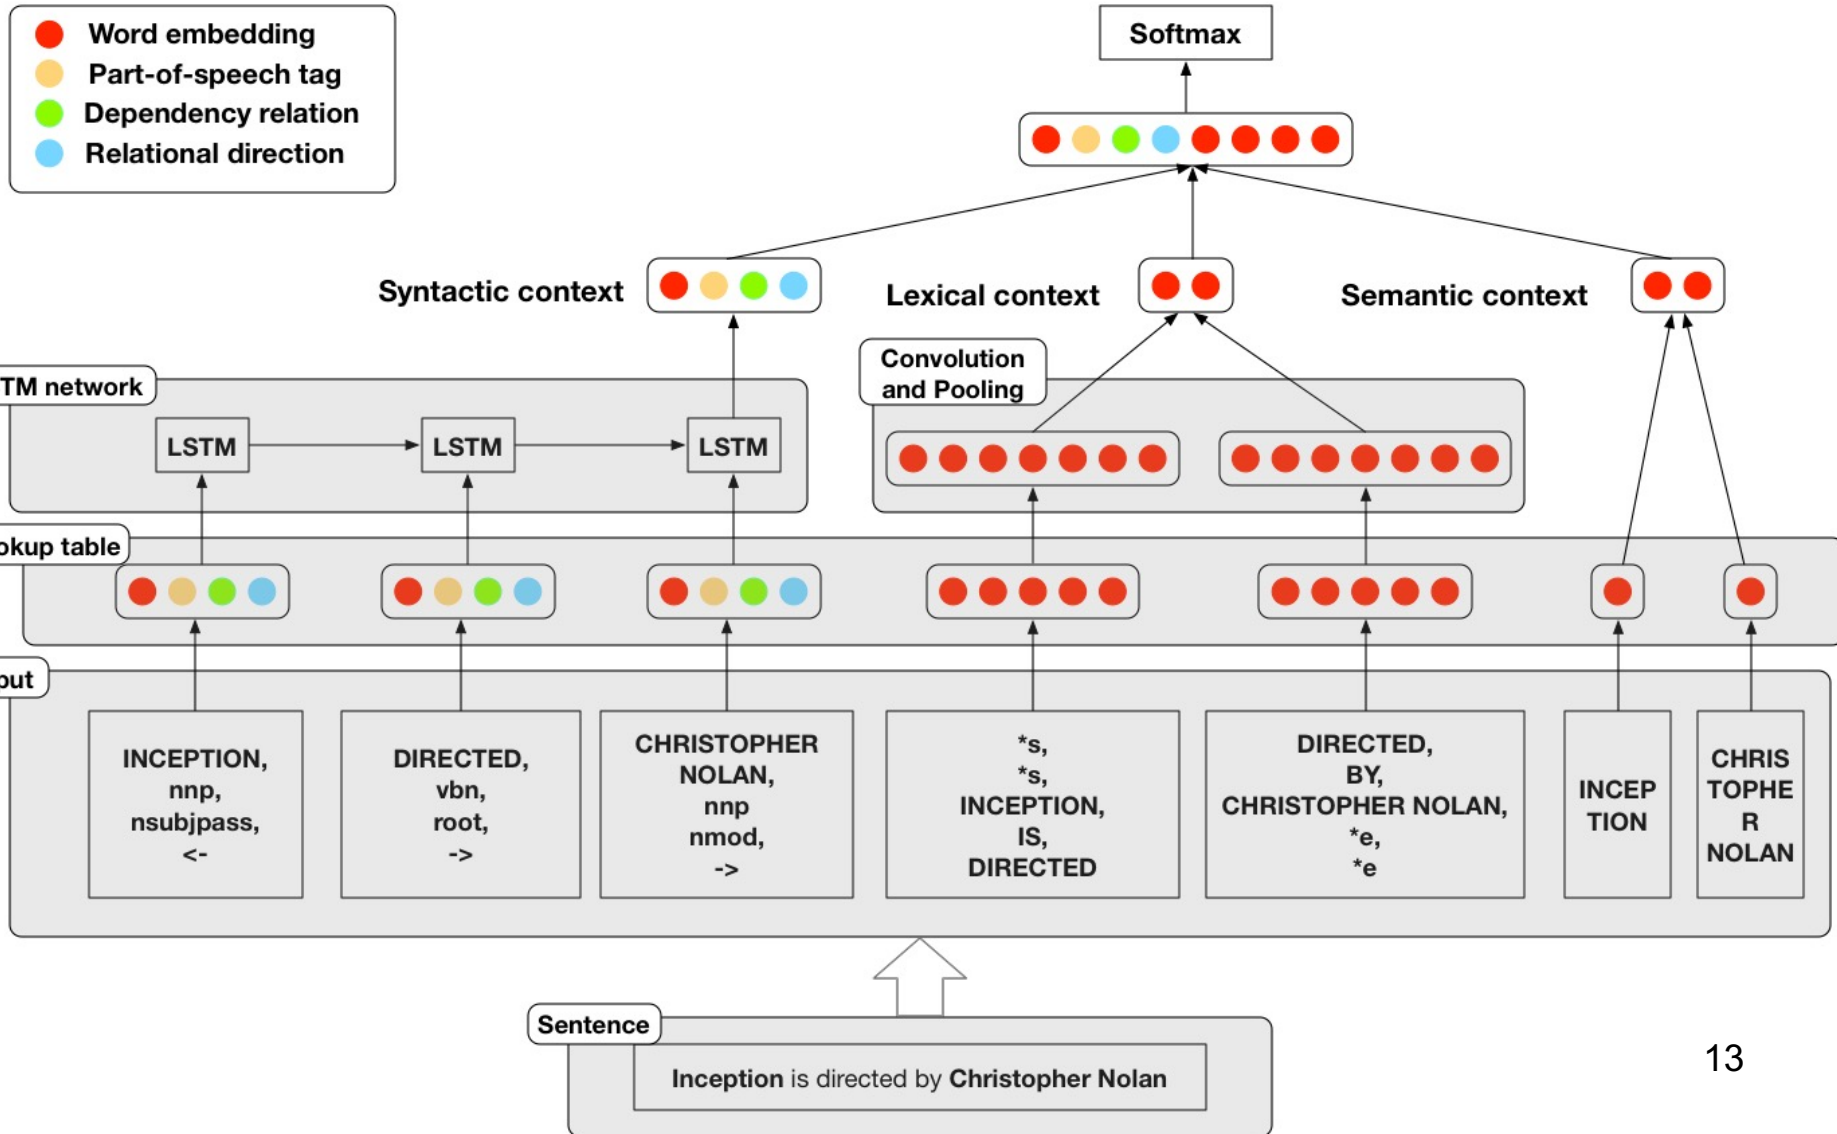 Word embedding
Part-of-speech tag
Dependency relation
Relational direction
Softmax
Syntactic context
Lexical context
Semantic context
Convolution
and Pooling
TM network
LSTM
LSTM
LSTM
okup table
put
INCEPTION,
nnp,
nsubjpass,
<-
DIRECTED,
vbn,
root,
->
CHRISTOPHER
NOLAN,
nnp
nmod,
->
*s,
*s,
INCEPTION,
IS,
DIRECTED
DIRECTED,
BY,
CHRISTOPHER NOLAN,
*e,
*e
INCEP
TION
CHRIS
TOPHE
R
NOLAN
Sentence
Inception is directed by Christopher Nolan
13